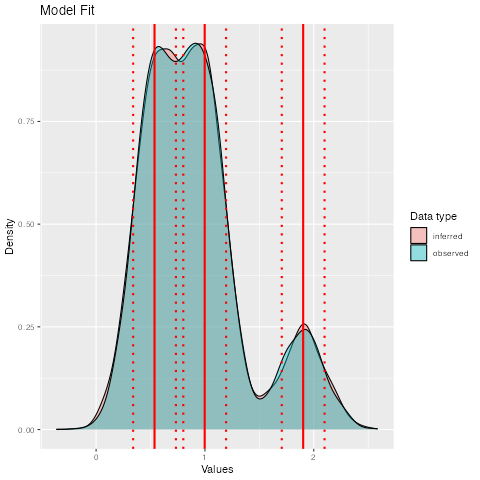 Model Fit
0.75
0.50
0.25
0.00
Density
0
1
2
Values
Data type
inferred
observed